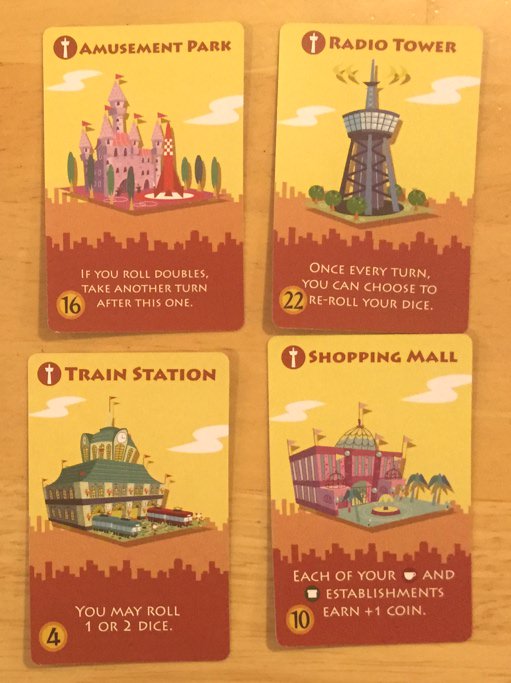 AMUSEMENT PARK
IF YOU ROLL DOUBLES,
TAKE ANOTHER TURN
AFTER THIS ONE.
16
RADIO TOWER
ONCE EVERY TURN,
YOU CAN CHOOSE TO
RE-ROLL YOUR DICE.
22
TRAIN STATION
YOU MAY ROLL
1 OR 2 DICE.
4
SHOPPING MALL
EACH OF YOUR AND
ESTABLISHMENTS
EARN +1 COIN.
10